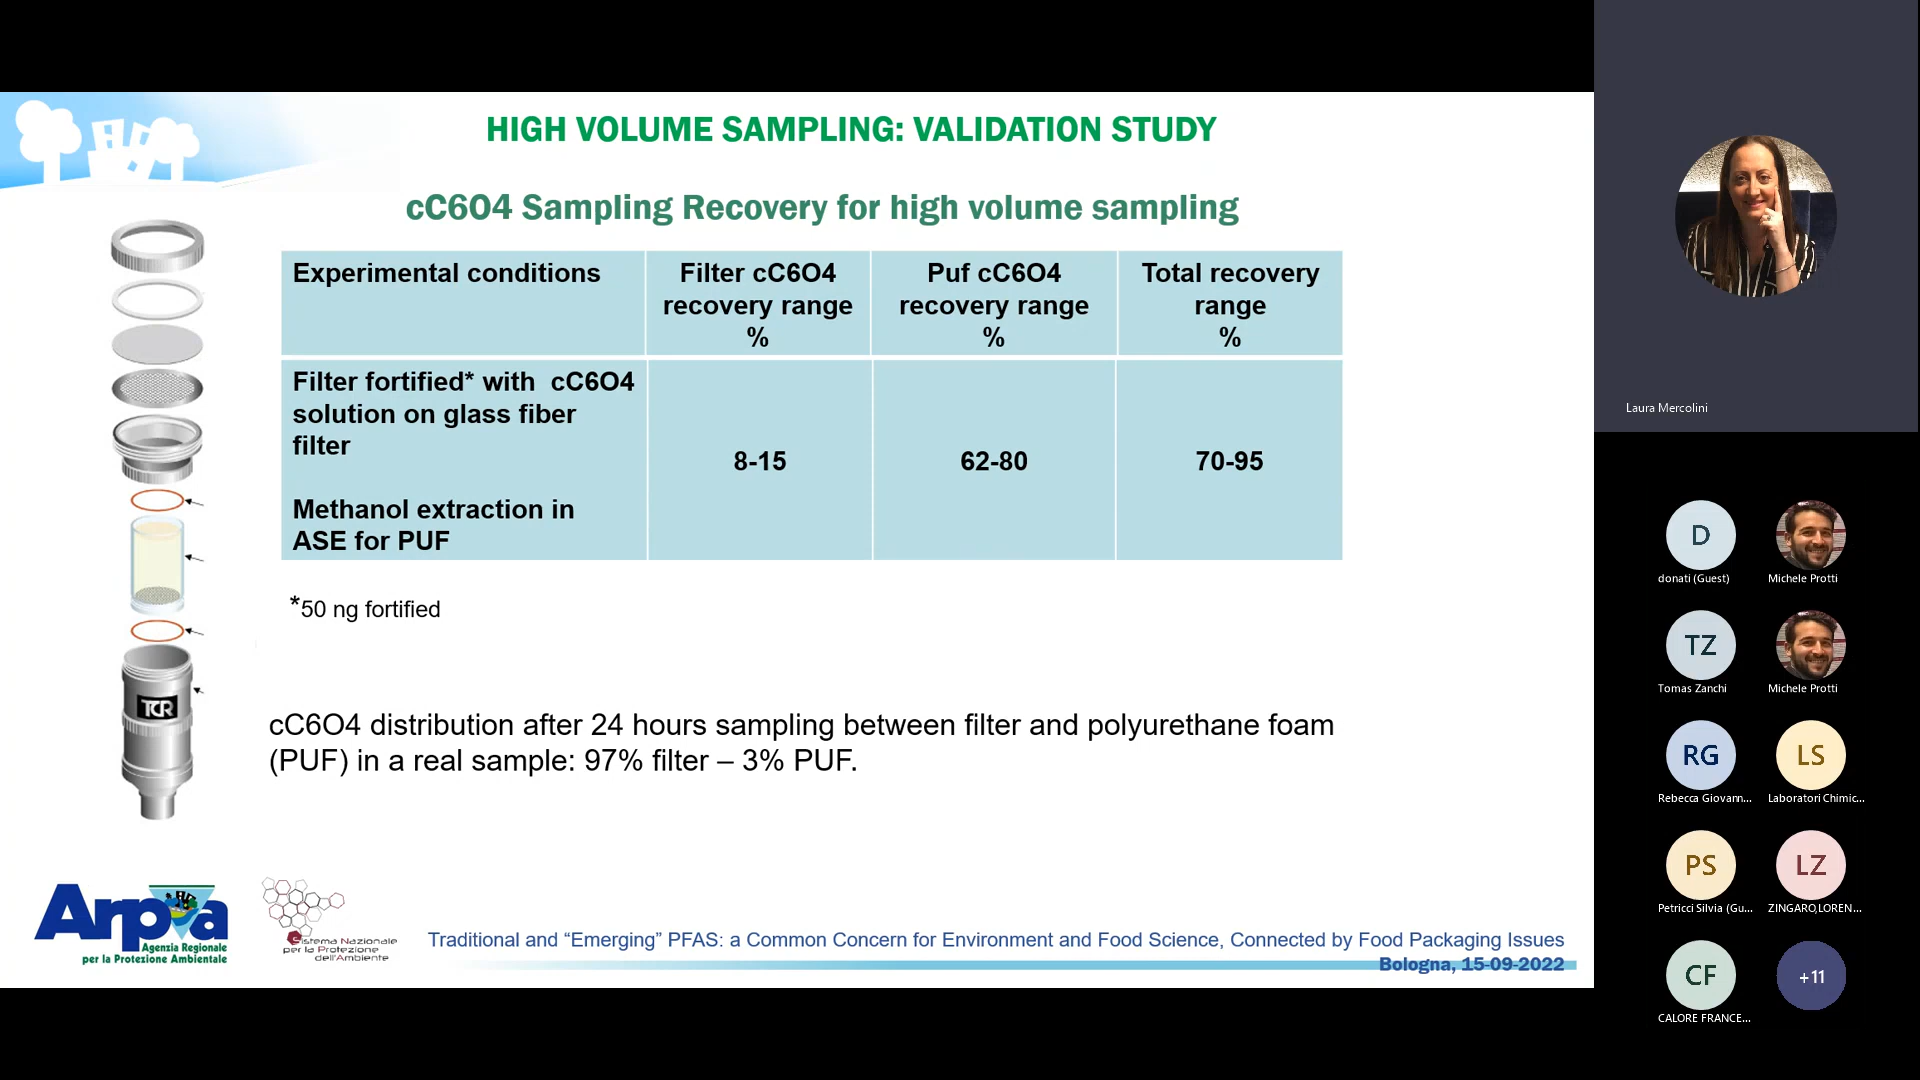 HIGH VOLUME SAMPLING: VALIDATION STUDY
cC6O4 Sampling Recovery for high volume sampling
Experimental conditions
Filter cC6O4
recovery range
%
Puf cC6O4
recovery range
%
Total recovery
range
%
Filter fortified* with cC6O4
solution on glass fiber
filter
Methanol extraction in
ASE for PUF
8-15
62-80
70-95
*50 ng fortified
TCR
cC6O4 distribution after 24 hours sampling between filter and polyurethane foam
(PUF) in a real sample: 97% filter – 3% PUF.
Arpa
Agenzia Regionale
per la Protezione Ambientale
Sistema Nazionale
per la Protezione
dell'Ambiente
Traditional and “Emerging” PFAS: a Common Concern for Environment and Food Science, Connected by Food Packaging Issues
Bologna, 15-09-2022
Laura Mercolini
D
donati (Guest)
Michele Protti
TZ
Tomas Zanchi
Michele Protti
RG
Rebecca Giovann...
LS
Laboratori Chimic...
PS
Petricci Silvia (Gu...
LZ
ZINGARO,LOREN...
CF
CALORE FRANCE...
+11